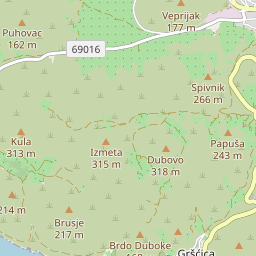 Veprijak
177 m
Puhovac
162 m
69016
Spivnik
266 m
Kula
313 m
Izmeta
315 m
Dubovo
318 m
Papuša
243 m
214 m
Brusje
217 m
Brdo Duboke
Grščica